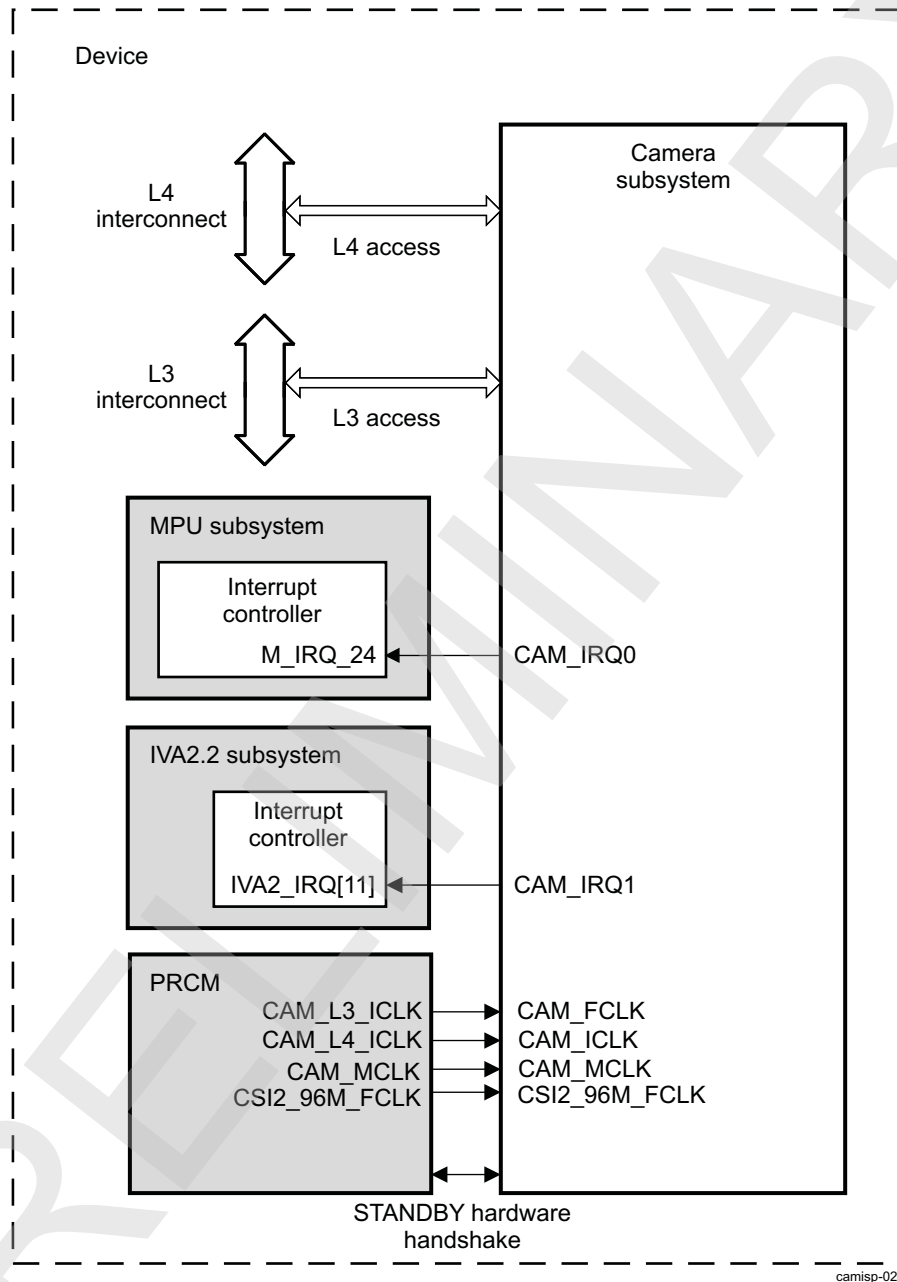 Device
Camera
subsystem
L4
interconnect
L4 access
L3
interconnect
L3 access
MPU subsystem
Interrupt
controller
M_IRQ_24
CAM_IRQ0
IVA2.2 subsystem
Interrupt
controller
IVA2_IRQ[11]
CAM_IRQ1
PRCM
CAM_L3_ICLK
CAM_FCLK
CAM_L4_ICLK
CAM_ICLK
CAM_MCLK
CAM_MCLK
CSI2_96M_FCLK
CSI2_96M_FCLK
STANDBY hardware
handshake
camisp-02
RELIMINARY